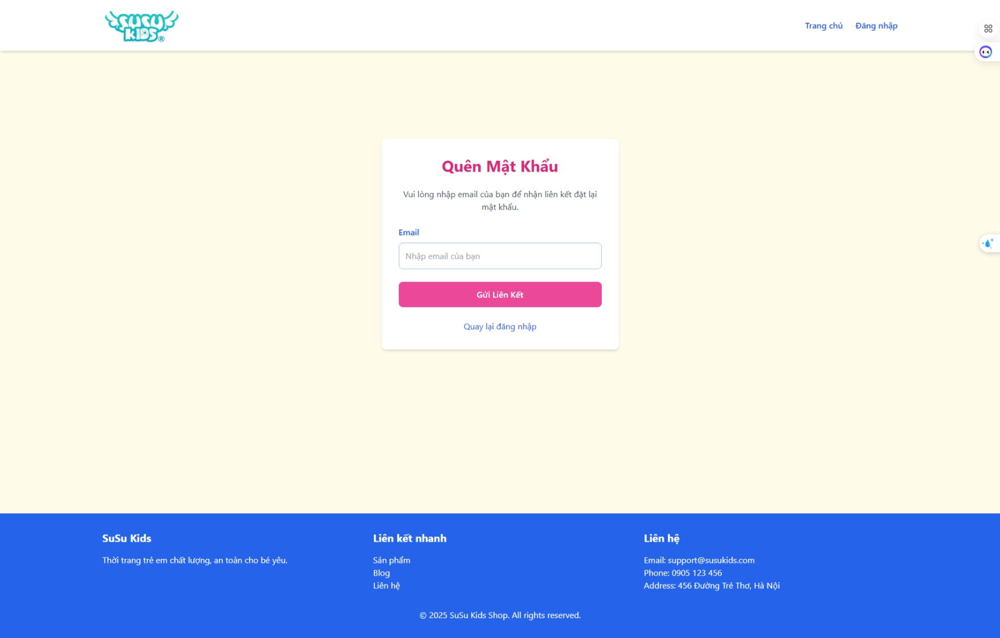 SUSU
KIDS®
Trang chủ
Đăng nhập
Quên Mật Khẩu
Vui lòng nhập email của bạn để nhận liên kết đặt lại
mật khẩu.
Email
Nhập email của bạn
Gửi Liên Kết
Quay lại đăng nhập
SuSu Kids
Thời trang trẻ em chất lượng, an toàn cho bé yêu.
Liên kết nhanh
Sản phẩm
Blog
Liên hệ
Liên hệ
Email: support@susukids.com
Phone: 0905 123 456
Address: 456 Đường Trẻ Thơ, Hà Nội
© 2025 SuSu Kids Shop. All rights reserved.